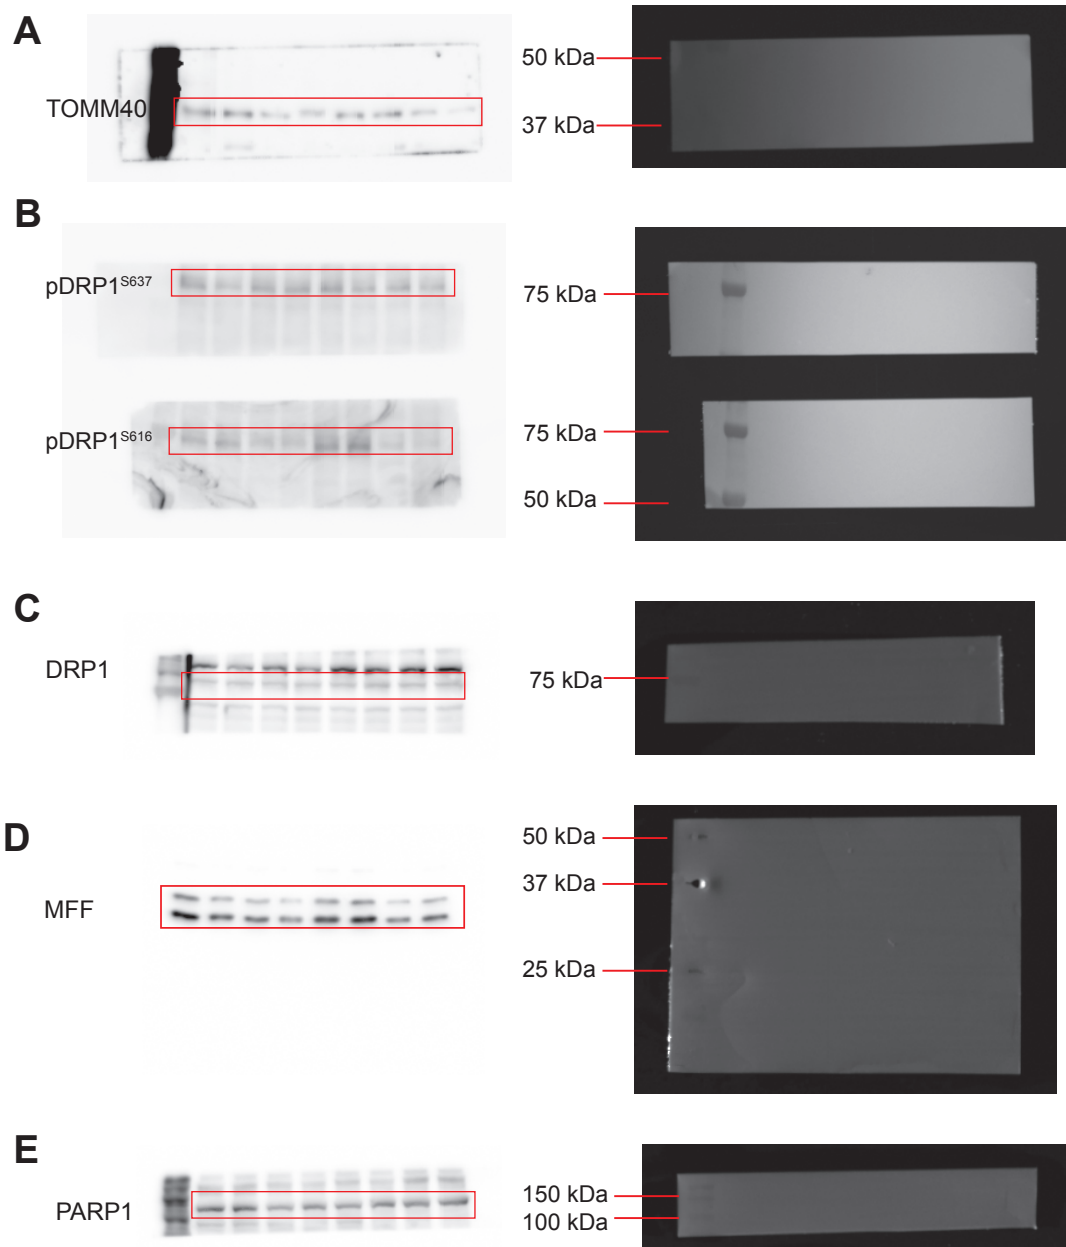 A
TOMM40
50 kDa
37 kDa
B
pDRP1S637
75 kDa
pDRP1S616
75 kDa
50 kDa
C
DRP1
75 kDa
D
MFF
50 kDa
37 kDa
25 kDa
E
PARP1
150 kDa
100 kDa